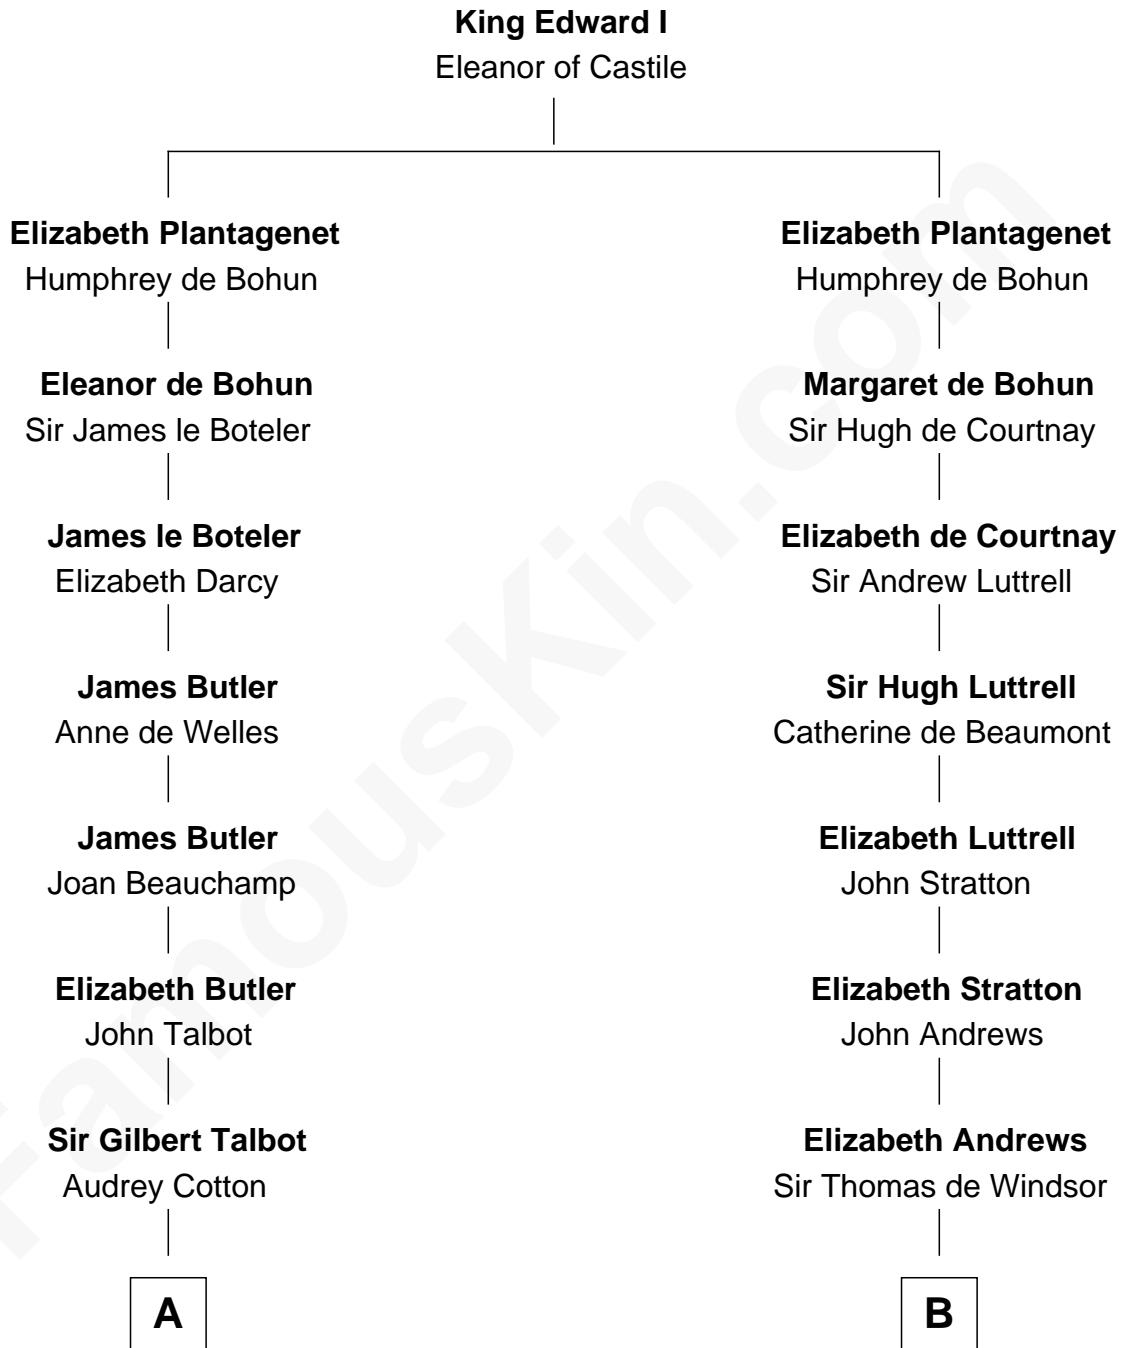 King Edward I
Eleanor of Castile
Elizabeth Plantagenet
Humphrey de Bohun
Elizabeth Plantagenet
Humphrey de Bohun
Eleanor de Bohun
Sir James le Boteler
Margaret de Bohun
Sir Hugh de Courtnay
James le Boteler
Elizabeth Darcy
Elizabeth de Courtnay
Sir Andrew Luttrell
James Butler
Anne de Welles
Sir Hugh Luttrell
Catherine de Beaumont
James Butler
Joan Beauchamp
Elizabeth Luttrell
John Stratton
Elizabeth Butler
John Talbot
Elizabeth Stratton
John Andrews
Sir Gilbert Talbot
Audrey Cotton
Elizabeth Andrews
Sir Thomas de Windsor
A
B
FamousKin.com